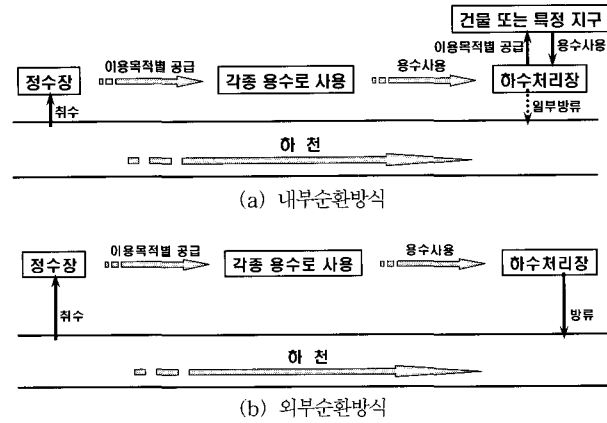 건물 또는 특정 지구
이용목적별 공급
용수사용
정수장
이용목적별 공급
각종 용수로 사용
용수사용
하수처리장
취수
일부방류
하 천
(a) 내부순환방식
정수장
이용목적별 공급
각종 용수로 사용
용수사용
하수처리장
취수
방류
하 천
(b) 외부순환방식